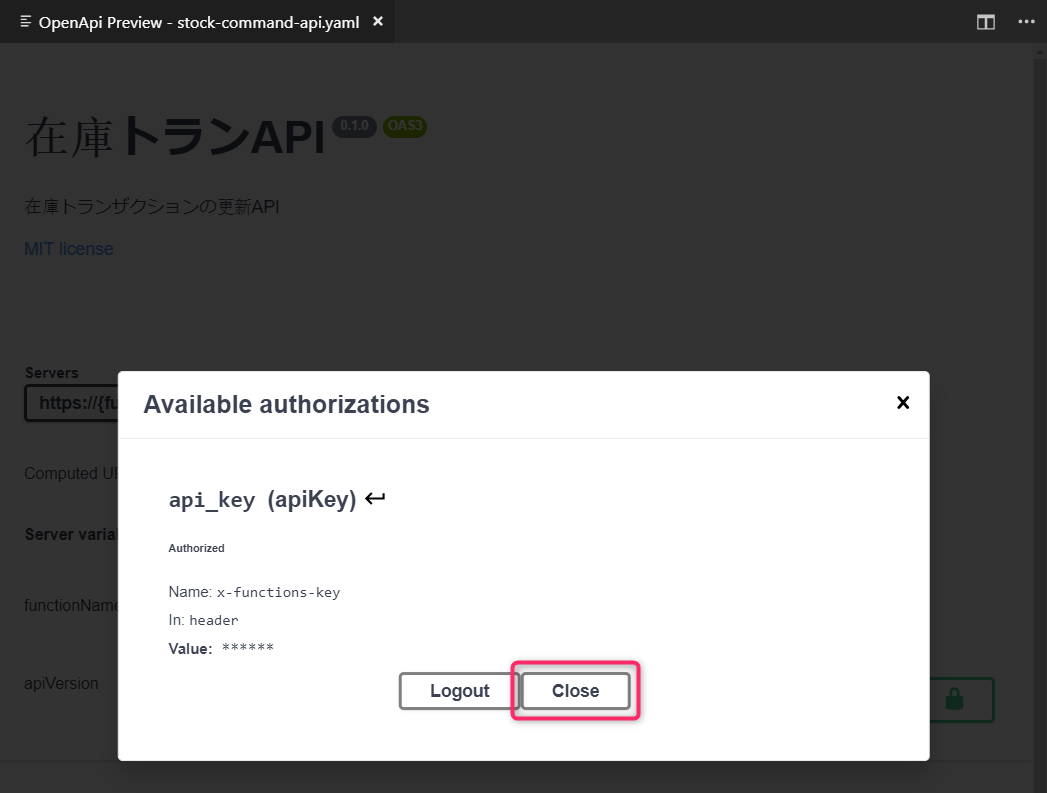 OpenApi Preview - stock-command-api.yaml
在庫トランAPI 0.1.0 OAS3
在庫トランザクションの更新API
MIT license
Servers
https://{fu
Computed UR
Server varia
functionName
apiVersion
Available authorizations
api_key (apiKey)
Authorized
Name: x-functions-key
In: header
Value: ******
Logout Close